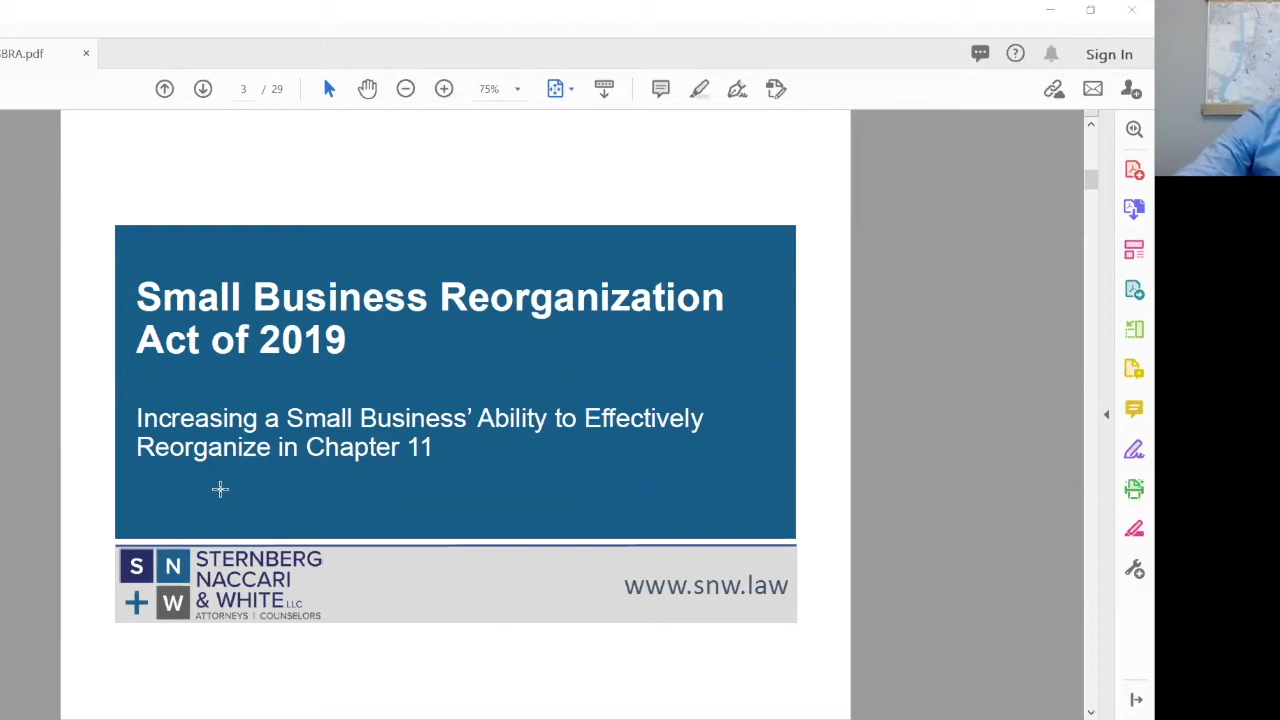 SBRA.pdf
Sign In
3 / 29
75%
Small Business Reorganization
Act of 2019
Increasing a Small Business’ Ability to Effectively
Reorganize in Chapter 11
S N
W
STERNBERG
NACCARI
& WHITE LLC
ATTORNEYS | COUNSELORS
www.snw.law